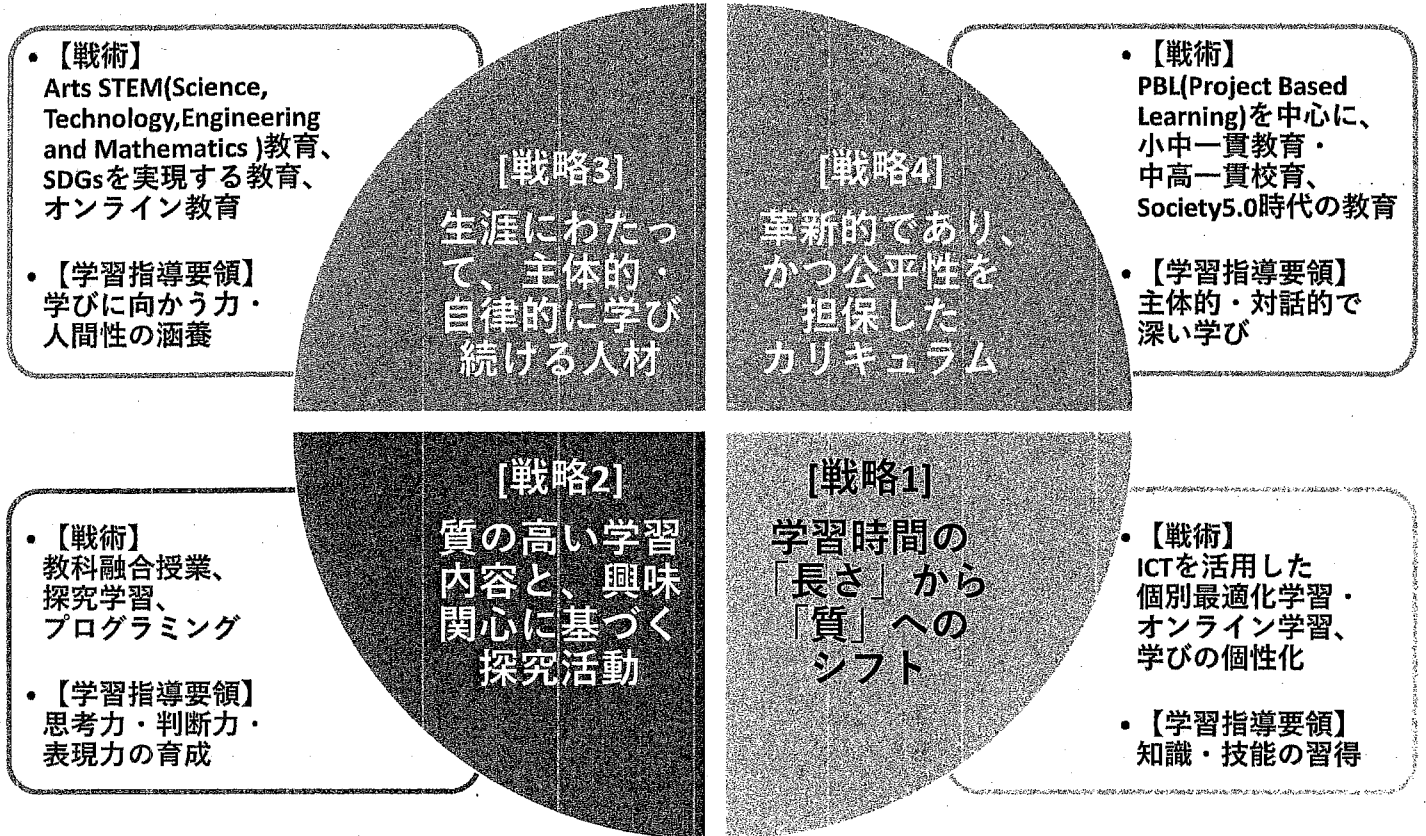 • 【戦術】
Arts STEM(Science,
Technology,Engineering
and Mathematics )教育、
SDGsを実現する教育、
オンライン教育
• 【学習指導要領】
学びに向かう力・
人間性の涵養
[戦略3]
生涯にわたっ
て、主体的・
自律的に学び
続ける人材
[戦略4]
革新的であり、
かつ公平性を
担保した
カリキュラム
• 【戦術】
PBL(Project Based
Learning)を中心に、
小中一貫教育・
中高一貫校育、
Society5.0時代の教育
• 【学習指導要領】
主体的・対話的で
深い学び
• 【戦術】
教科融合授業、
探究学習、
プログラミング
• 【学習指導要領】
思考力・判断力・
表現力の育成
[戦略2]
質の高い学習
内容と、興味
関心に基づく
探究活動
[戦略1]
学習時間の
「長さ」から
「質」への
シフト
• 【戦術】
ICTを活用した
個別最適化学習・
オンライン学習、
学びの個性化
• 【学習指導要領】
知識・技能の習得